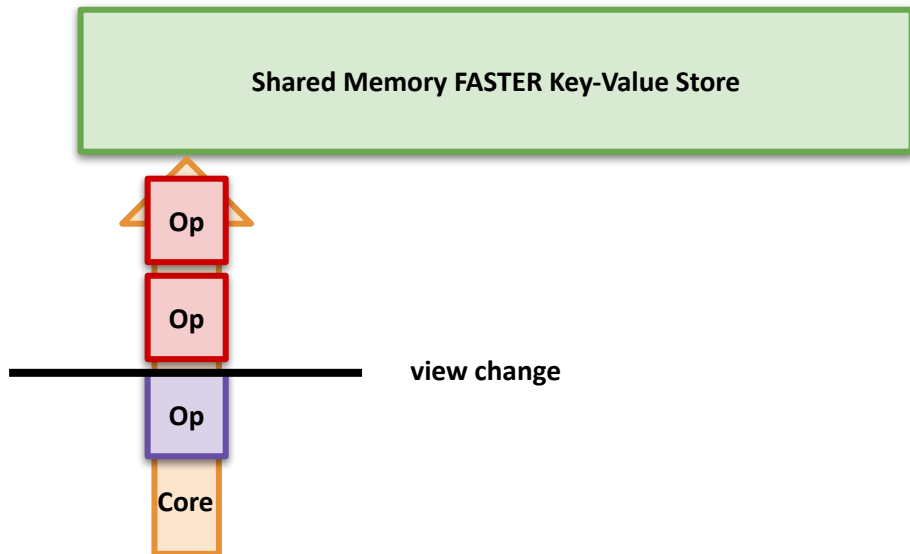 Shared Memory FASTER Key-Value Store
Op
Op
view change
Op
Core